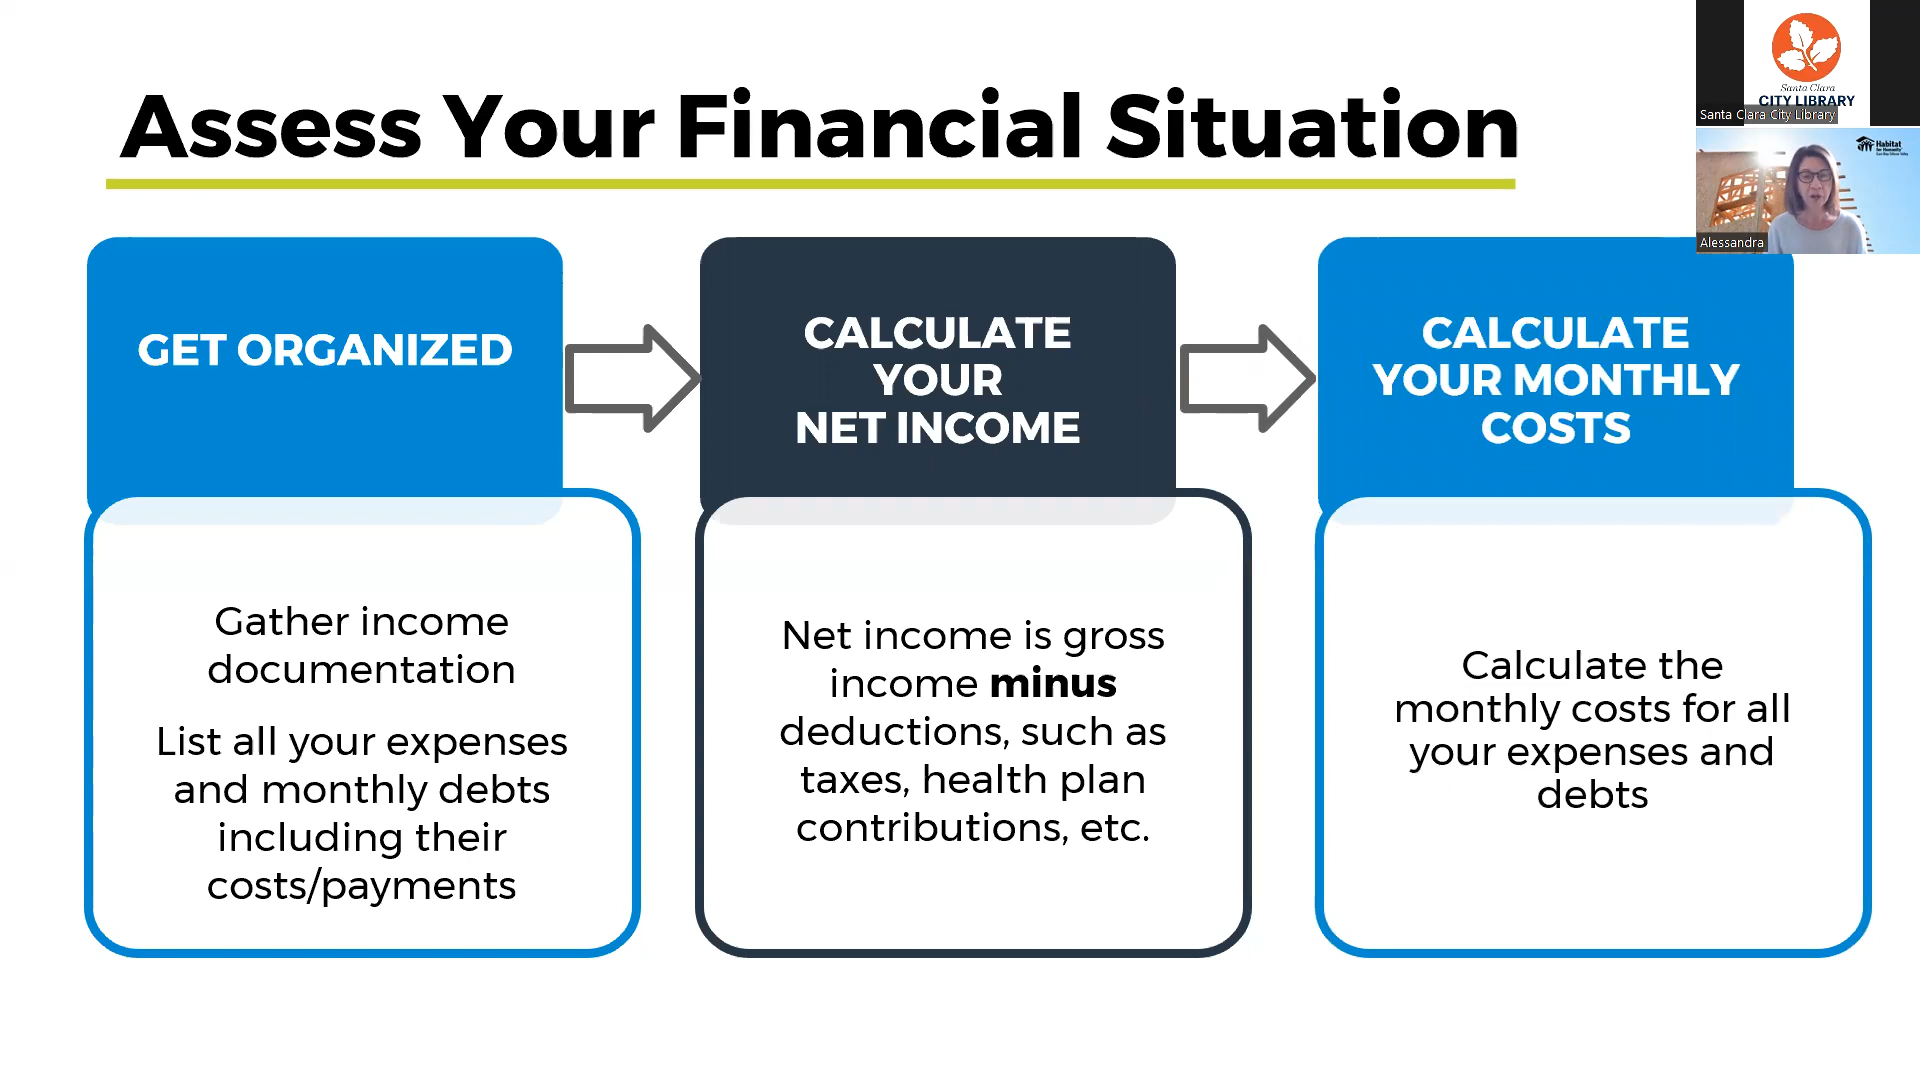 Assess Your Financial Situation
Santa Clara
CITY LIBRARY
Santa Clara City Library
Habitat
for Humanity
Alessandra
GET ORGANIZED
CALCULATE
YOUR
NET INCOME
CALCULATE
YOUR MONTHLY
COSTS
Gather income
documentation
List all your expenses
and monthly debts
including their
costs/payments
Net income is gross
income minus
deductions, such as
taxes, health plan
contributions, etc.
Calculate the
monthly costs for all
your expenses and
debts